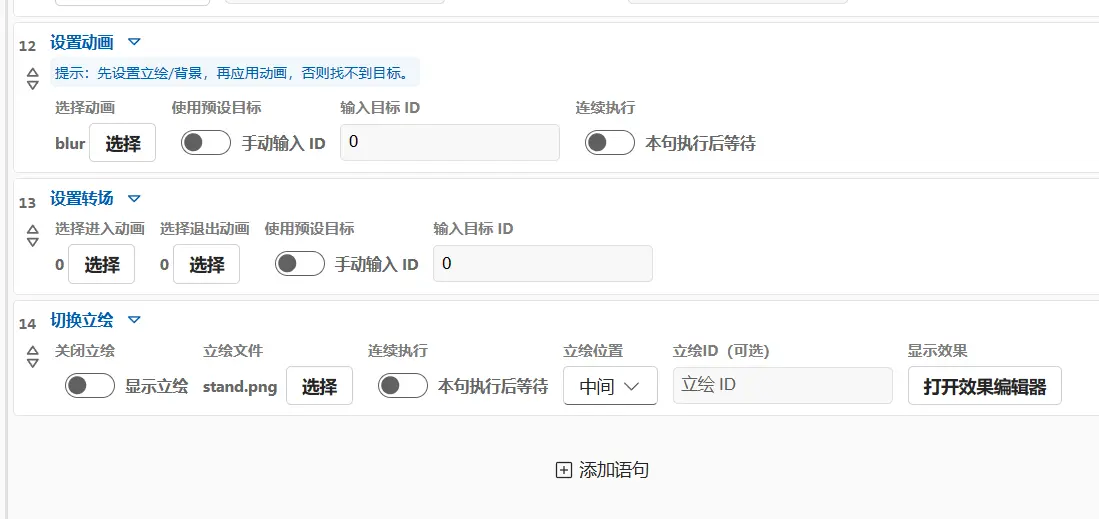 12 设置动画
提示：先设置立绘/背景，再应用动画，否则找不到目标。
选择动画 使用预设目标 输入目标 ID 连续执行
blur 选择 手动输入 ID 0 本句执行后等待
13 设置转场
选择进入动画 选择退出动画 使用预设目标 输入目标 ID
0 选择 0 选择 手动输入 ID 0
14 切换立绘
关闭立绘 立绘文件 连续执行 立绘位置 立绘ID（可选） 显示效果
显示立绘 stand.png 选择 本句执行后等待 中间 立绘 ID 打开效果编辑器
添加语句